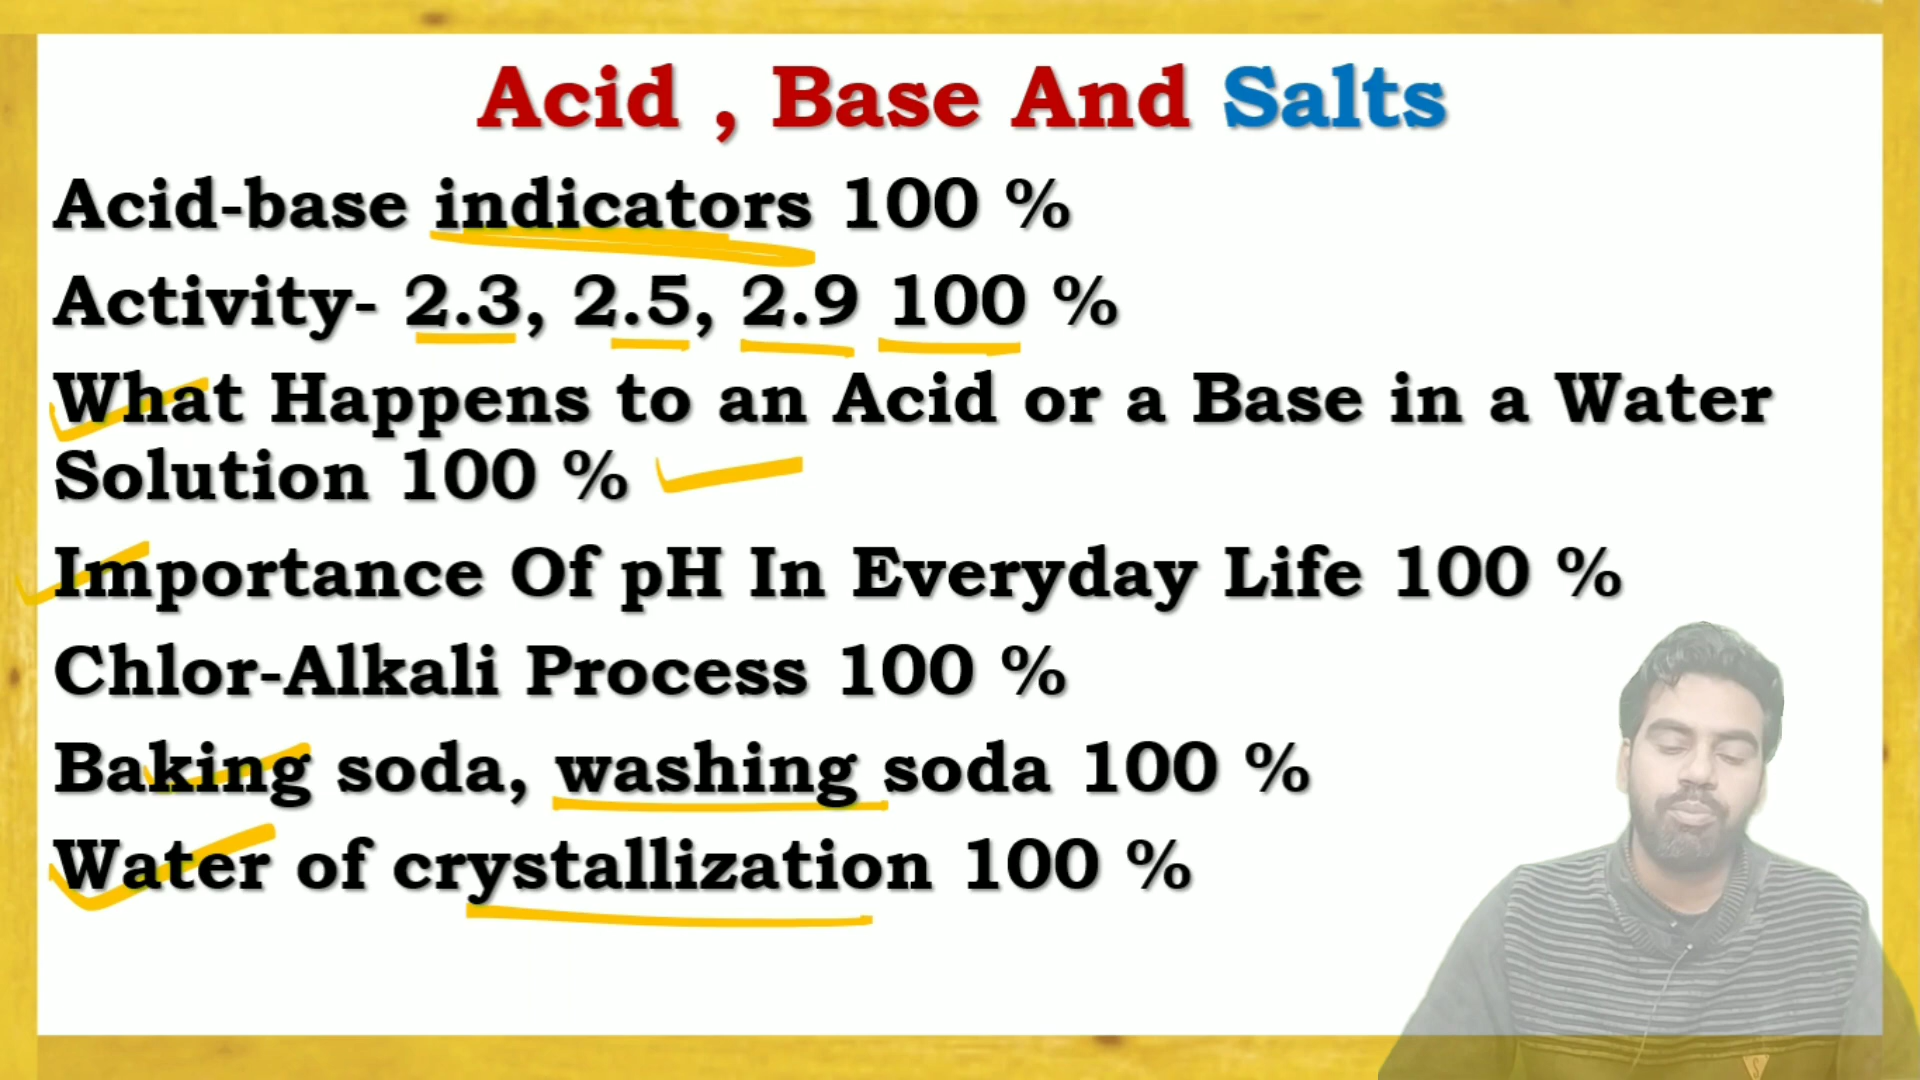 Acid , Base And Salts
Acid-base indicators 100 %
Activity- 2.3, 2.5, 2.9 100 %
What Happens to an Acid or a Base in a Water
Solution 100 %
Importance Of pH In Everyday Life 100 %
Chlor-Alkali Process 100 %
Baking soda, washing soda 100 %
Water of crystallization 100 %